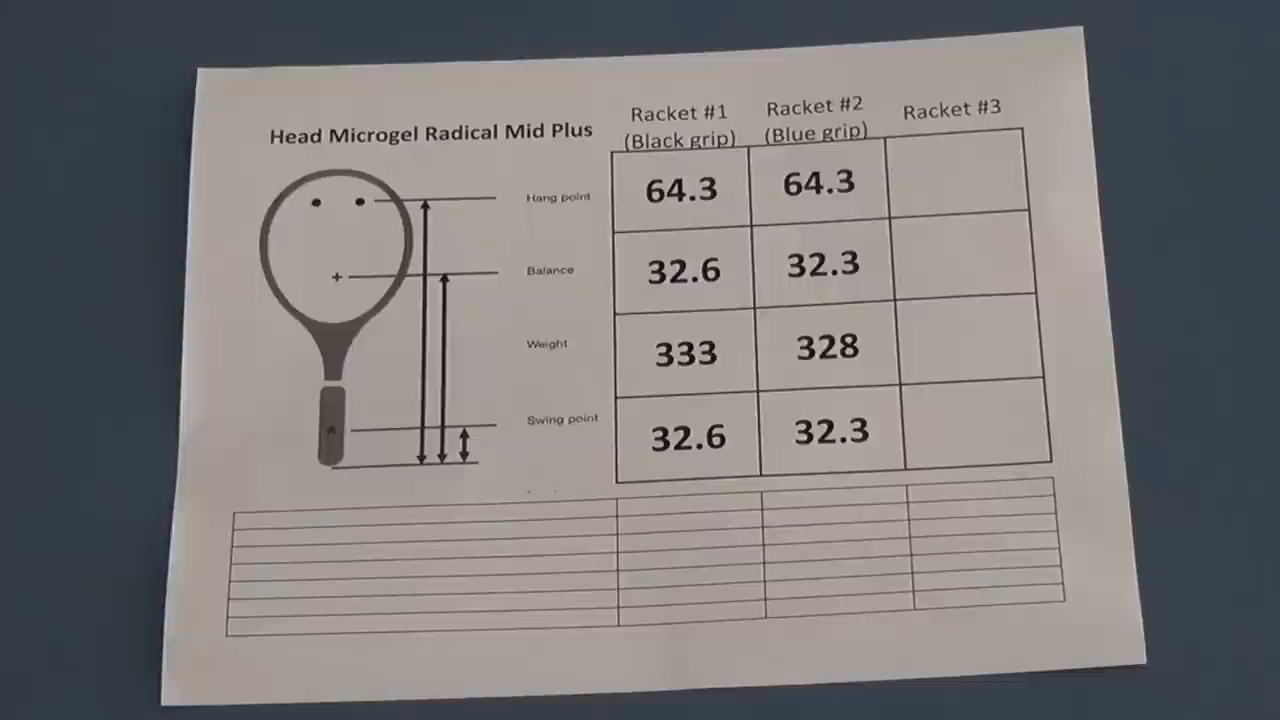 Head Microgel Radical Mid Plus
Racket #1
(Black grip)
Racket #2
(Blue grip)
Racket #3
Hang point 64.3 64.3
Balance 32.6 32.3
Weight 333 328
Swing point 32.6 32.3